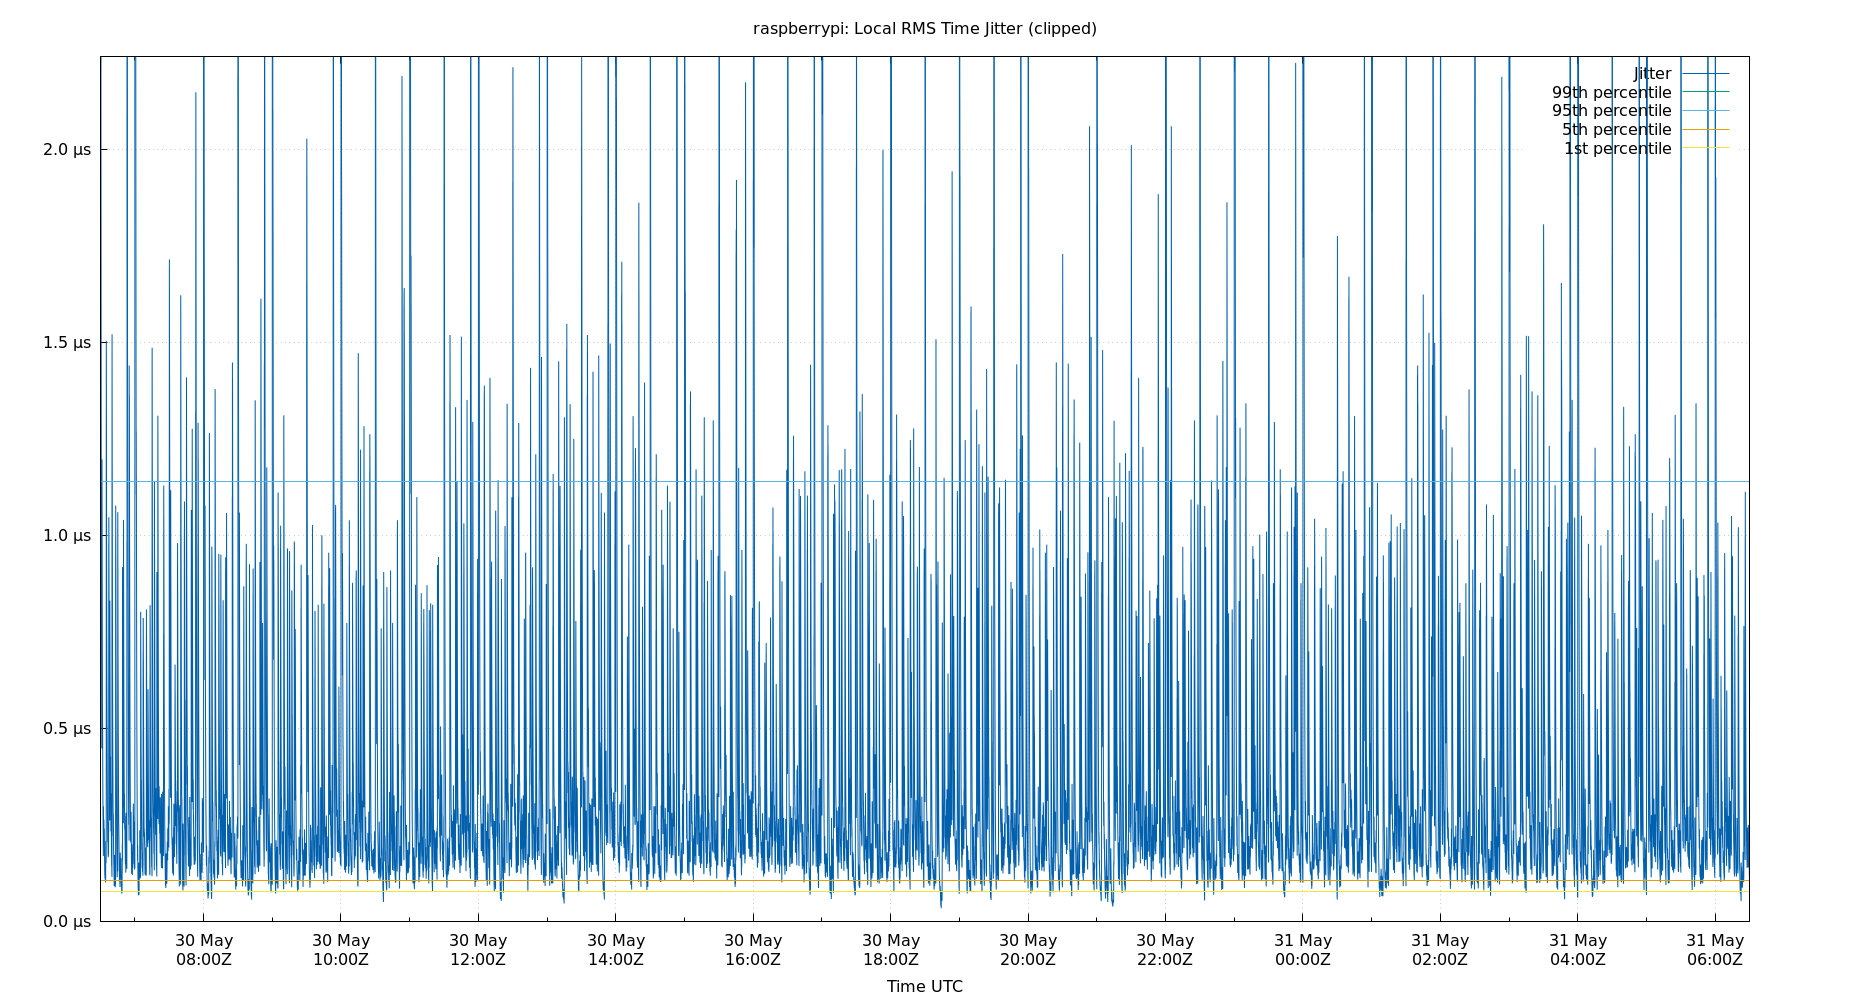 raspberrypi: Local RMS Time Jitter (clipped)
Jitter
99th percentile
95th percentile
5th percentile
1st percentile
2.0 µs
1.5 µs
1.0 µs
0.5 µs
0.0 µs
30 May 30 May 30 May 30 May 30 May 30 May 30 May 30 May 31 May 31 May 31 May 31 May
08:00Z 10:00Z 12:00Z 14:00Z 16:00Z 18:00Z 20:00Z 22:00Z 00:00Z 02:00Z 04:00Z 06:00Z
Time UTC